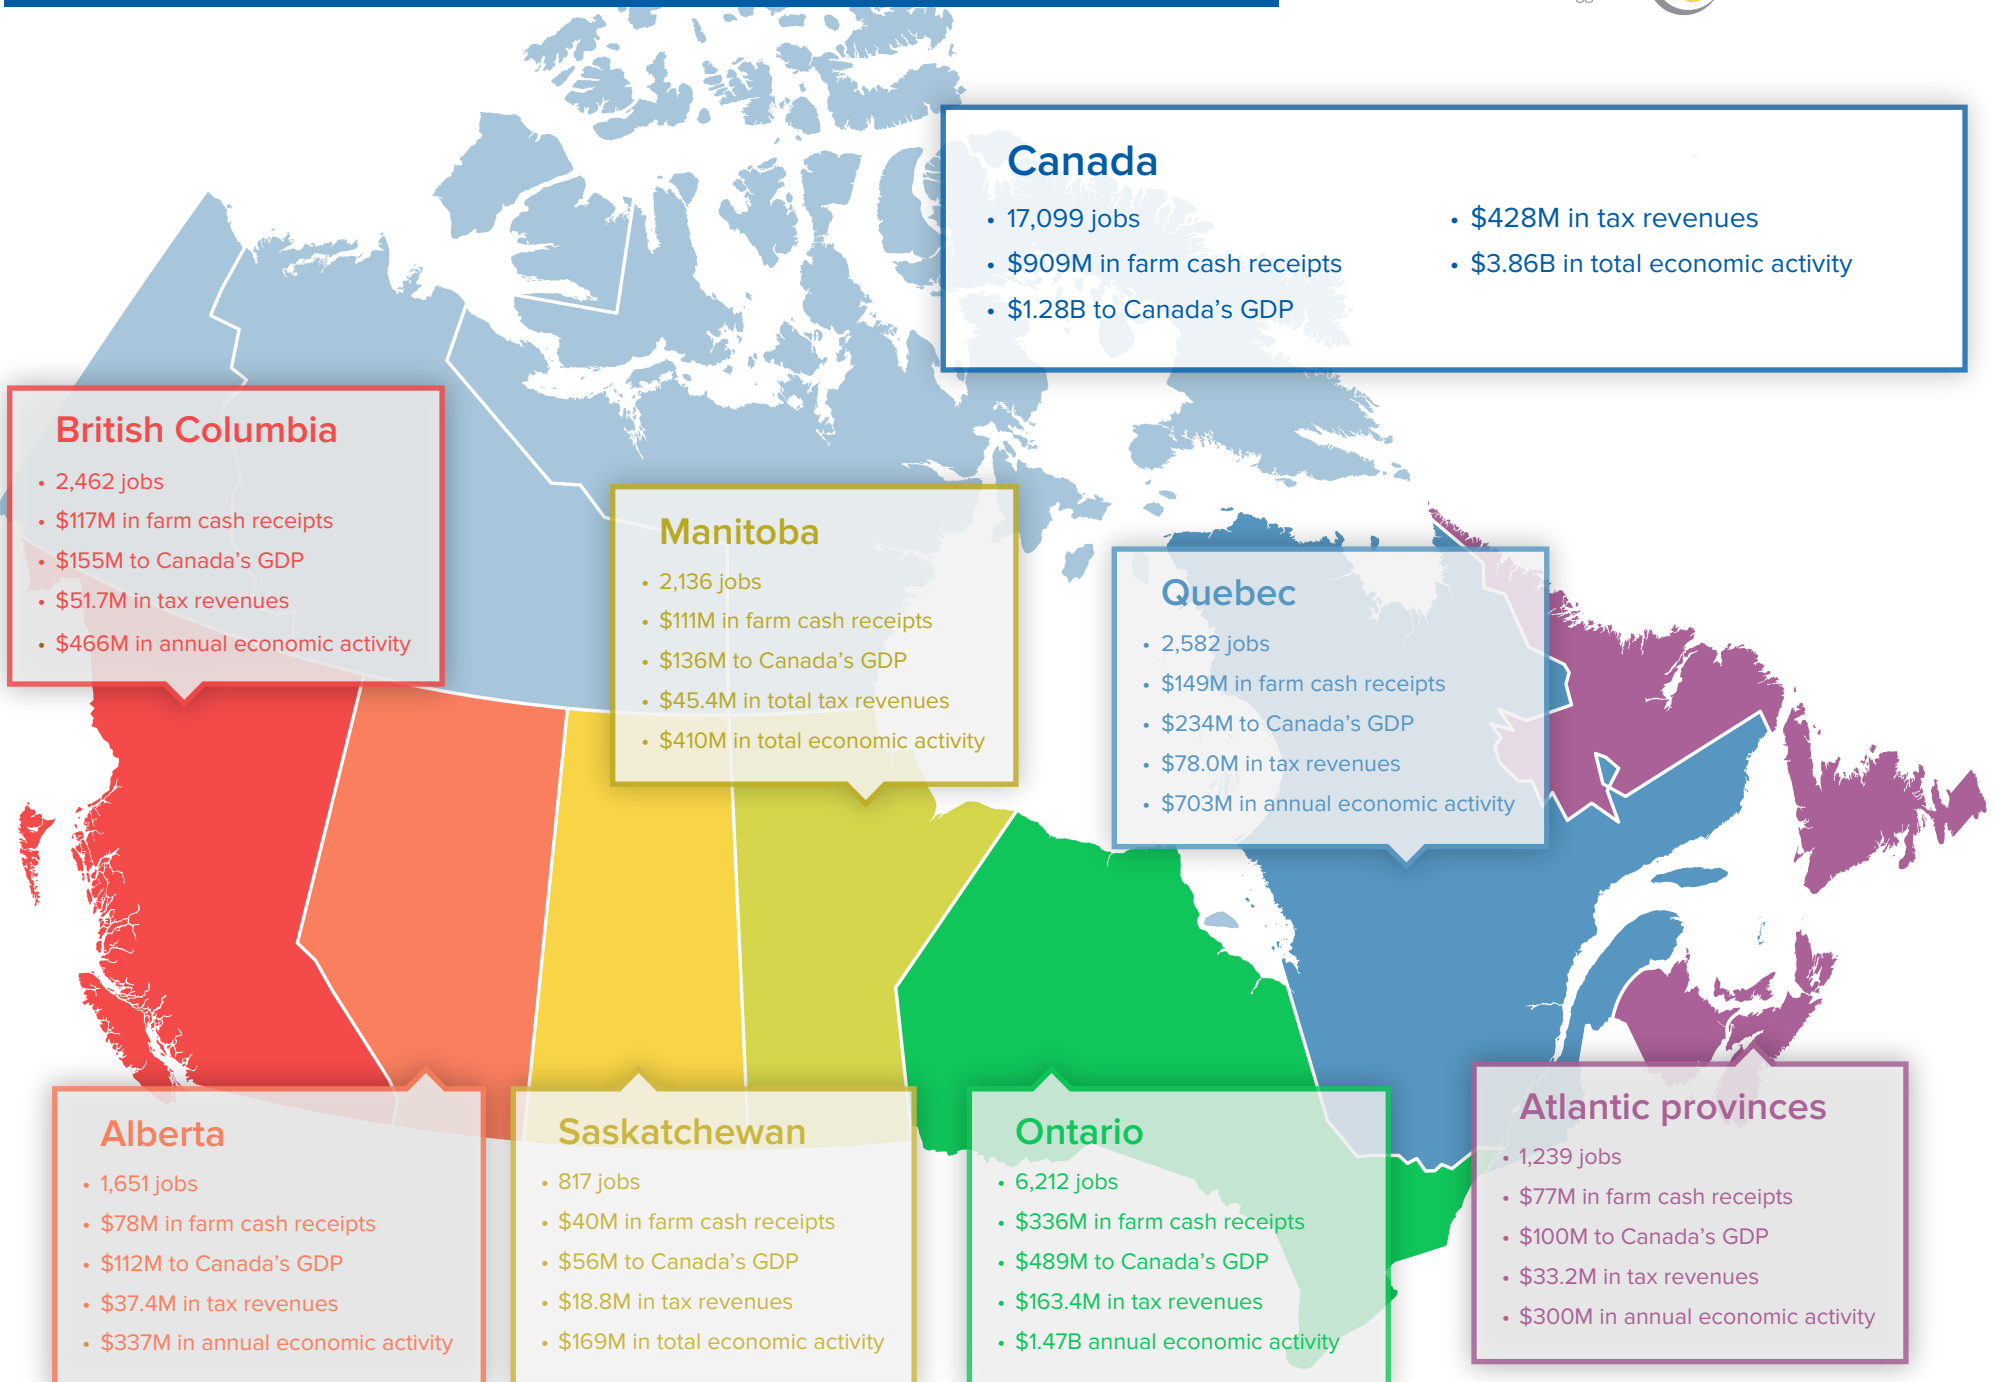 Canada
• 17,099 jobs
• $909M in farm cash receipts
• $1.28B to Canada's GDP
• $428M in tax revenues
• $3.86B in total economic activity
British Columbia
• 2,462 jobs
• $117M in farm cash receipts
• $155M to Canada's GDP
• $51.7M in tax revenues
• $466M in annual economic activity
Manitoba
• 2,136 jobs
• $111M in farm cash receipts
• $136M to Canada's GDP
• $45.4M in total tax revenues
• $410M in total economic activity
Quebec
• 2,582 jobs
• $149M in farm cash receipts
• $234M to Canada's GDP
• $78.0M in tax revenues
• $703M in annual economic activity
Alberta
• 1,651 jobs
• $78M in farm cash receipts
• $112M to Canada's GDP
• $37.4M in tax revenues
• $337M in annual economic activity
Saskatchewan
• 817 jobs
• $40M in farm cash receipts
• $56M to Canada's GDP
• $18.8M in tax revenues
• $169M in total economic activity
Ontario
• 6,212 jobs
• $336M in farm cash receipts
• $489M to Canada's GDP
• $163.4M in tax revenues
• $1.47B annual economic activity
Atlantic provinces
• 1,239 jobs
• $77M in farm cash receipts
• $100M to Canada's GDP
• $33.2M in tax revenues
• $300M in annual economic activity